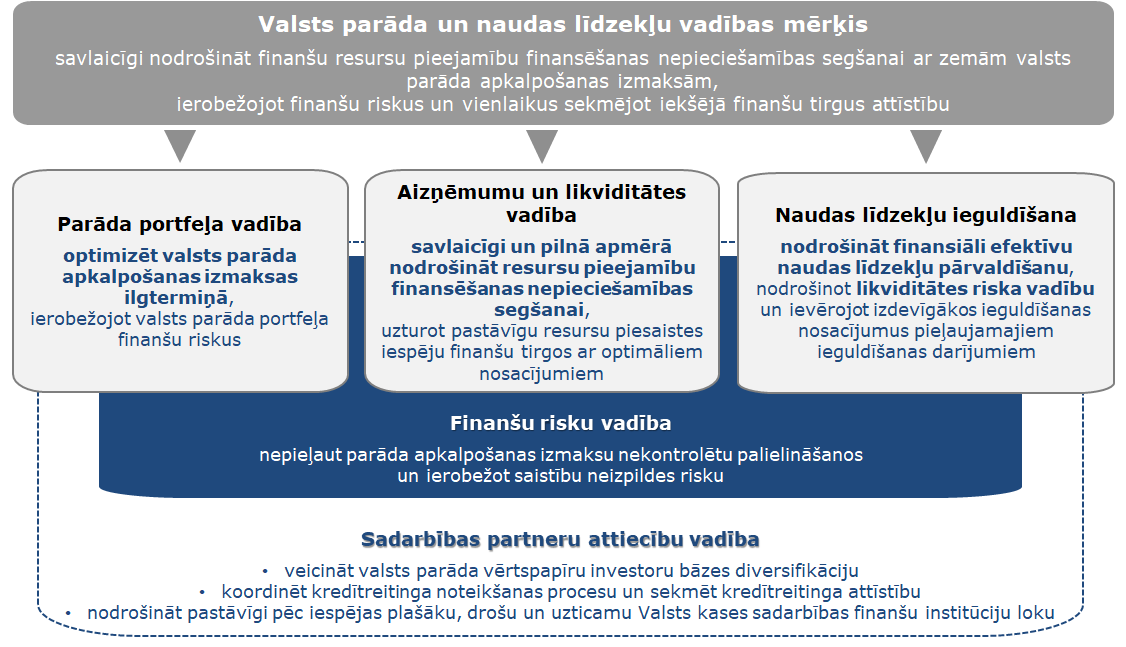 Valsts parāda un naudas līdzekļu vadības mērķis
savlaicīgi nodrošināt finanšu resursu pieejamību finansēšanas nepieciešamības segšanai ar zemām valsts
parāda apkalpošanas izmaksām,
ierobežojot finanšu riskus un vienlaikus sekmējot iekšējā finanšu tirgus attīstību
Parāda portfeļa vadība
optimizēt valsts parāda
apkalpošanas izmaksas
ilgtermiņā,
ierobežojot valsts parāda portfeļa
finanšu riskus
Aizņēmumu un likviditātes
vadība
savlaicīgi un pilnā apmērā
nodrošināt resursu pieejamību
finansēšanas nepieciešamības
segšanai,
uzturot pastāvīgu resursu piesaistes
iespēju finanšu tirgos ar optimāliem
nosacījumiem
Naudas līdzekļu ieguldīšana
nodrošināt finansiāli efektīvu
naudas līdzekļu pārvaldīšanu,
nodrošinot likviditātes riska vadību
un ievērojot izdevīgākos ieguldīšanas
nosacījumus pieļaujamajiem
ieguldīšanas darījumiem
Finanšu risku vadība
nepieļaut parāda apkalpošanas izmaksu nekontrolētu palielināšanos
un ierobežot saistību neizpildes risku
Sadarbības partneru attiecību vadība
• veicināt valsts parāda vērtspapīru investoru bāzes diversifikāciju
• koordinēt kredītreitinga noteikšanas procesu un sekmēt kredītreitinga attīstību
• nodrošināt pastāvīgi pēc iespējas plašāku, drošu un uzticamu Valsts kases sadarbības finanšu institūciju loku